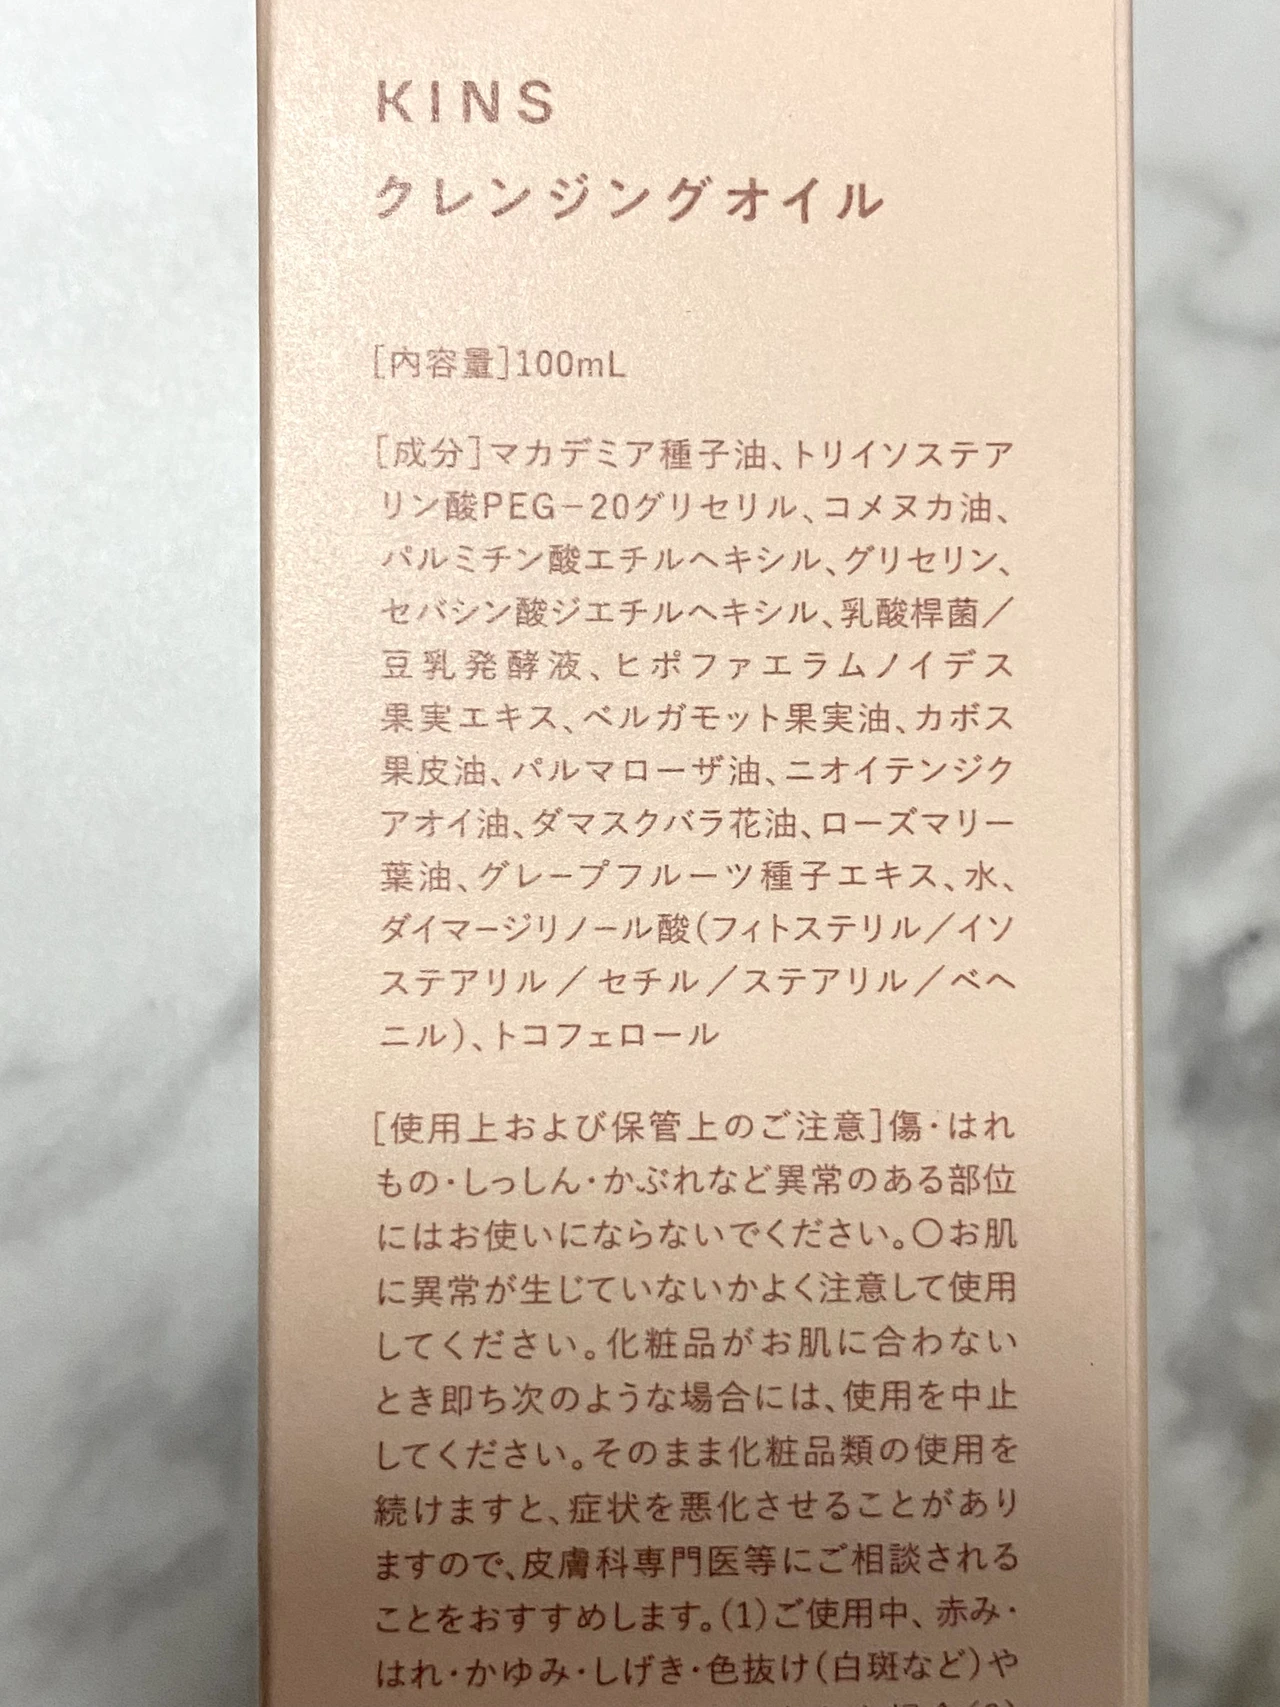 KINS
クレンジングオイル
[内容量]100mL
[成分]マカデミア種子油、トリイソステア
リン酸PEG−20グリセリル、コメヌカ油、
パルミチン酸エチルヘキシル、グリセリン、
セバシン酸ジエチルヘキシル、乳酸桿菌／
豆乳発酵液、ヒポファエラムノイデス
果実エキス、ベルガモット果実油、カボス
果皮油、パルマローザ油、ニオイテンジク
アオイ油、ダマスクバラ花油、ローズマリー
葉油、グレープフルーツ種子エキス、水、
ダイマージリノール酸(フィトステリル／イソ
ステアリル／セチル／ステアリル／ベヘ
ニル)、トコフェロール
[使用上および保管上のご注意]傷・はれ
もの・しっしん・かぶれなど異常のある部位
にはお使いにならないでください。〇お肌
に異常が生じていないかよく注意して使用
してください。化粧品がお肌に合わない
とき即ち次のような場合には、使用を中止
してください。そのまま化粧品類の使用を
続けますと、症状を悪化させることがあり
ますので、皮膚科専門医等にご相談される
ことをおすすめします。(1)ご使用中、赤み・
はれ・かゆみ・しげき・色抜け(白斑など)や